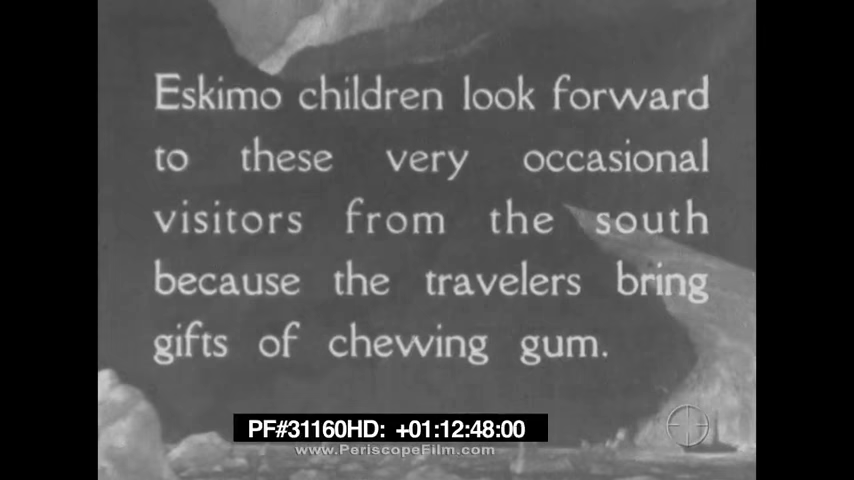 Eskimo children look forward
to these very occasional
visitors from the south
because the travelers bring
gifts of chewing gum.
PF#31160HD: +01:12:48:00
www.PeriscopeFilm.com